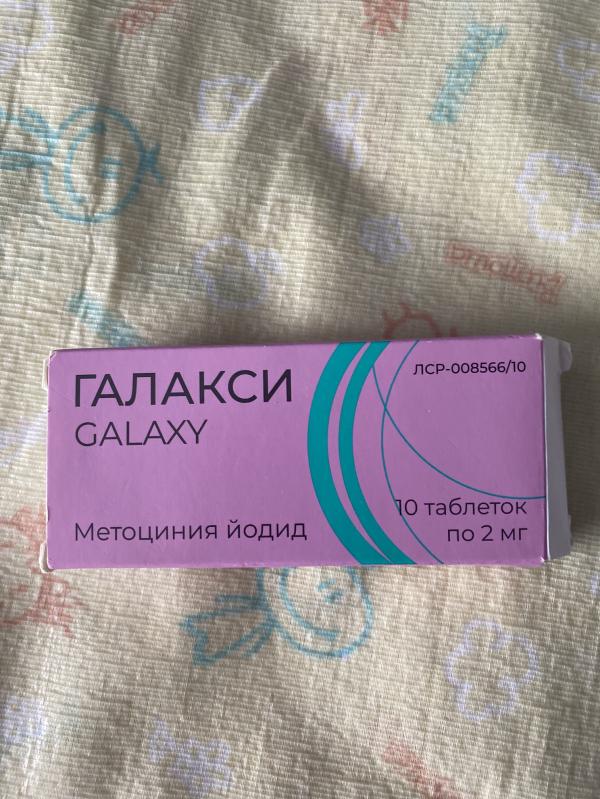 ГАЛАКСИ
GALAXY
Метоциния йодид
ЛСР-008566/10
10 таблеток
по 2 мг